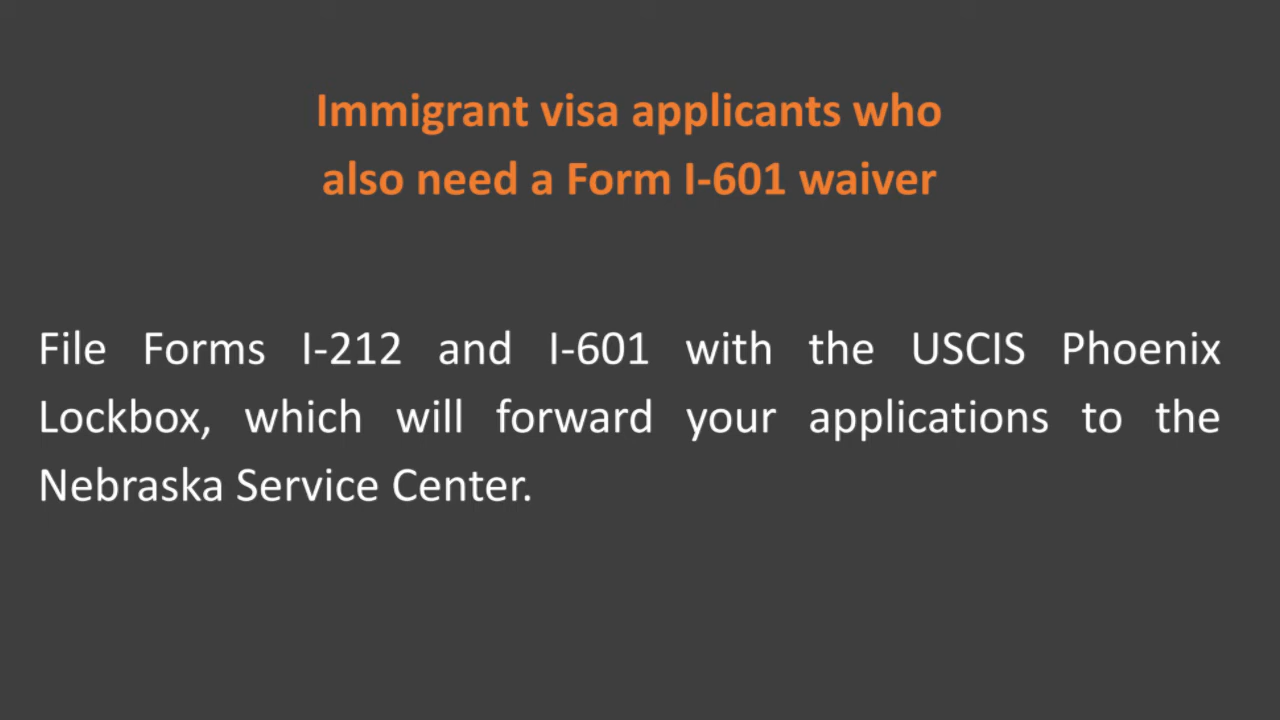 Immigrant visa applicants who
also need a Form I-601 waiver
File Forms I-212 and I-601 with the USCIS Phoenix
Lockbox, which will forward your applications to the
Nebraska Service Center.